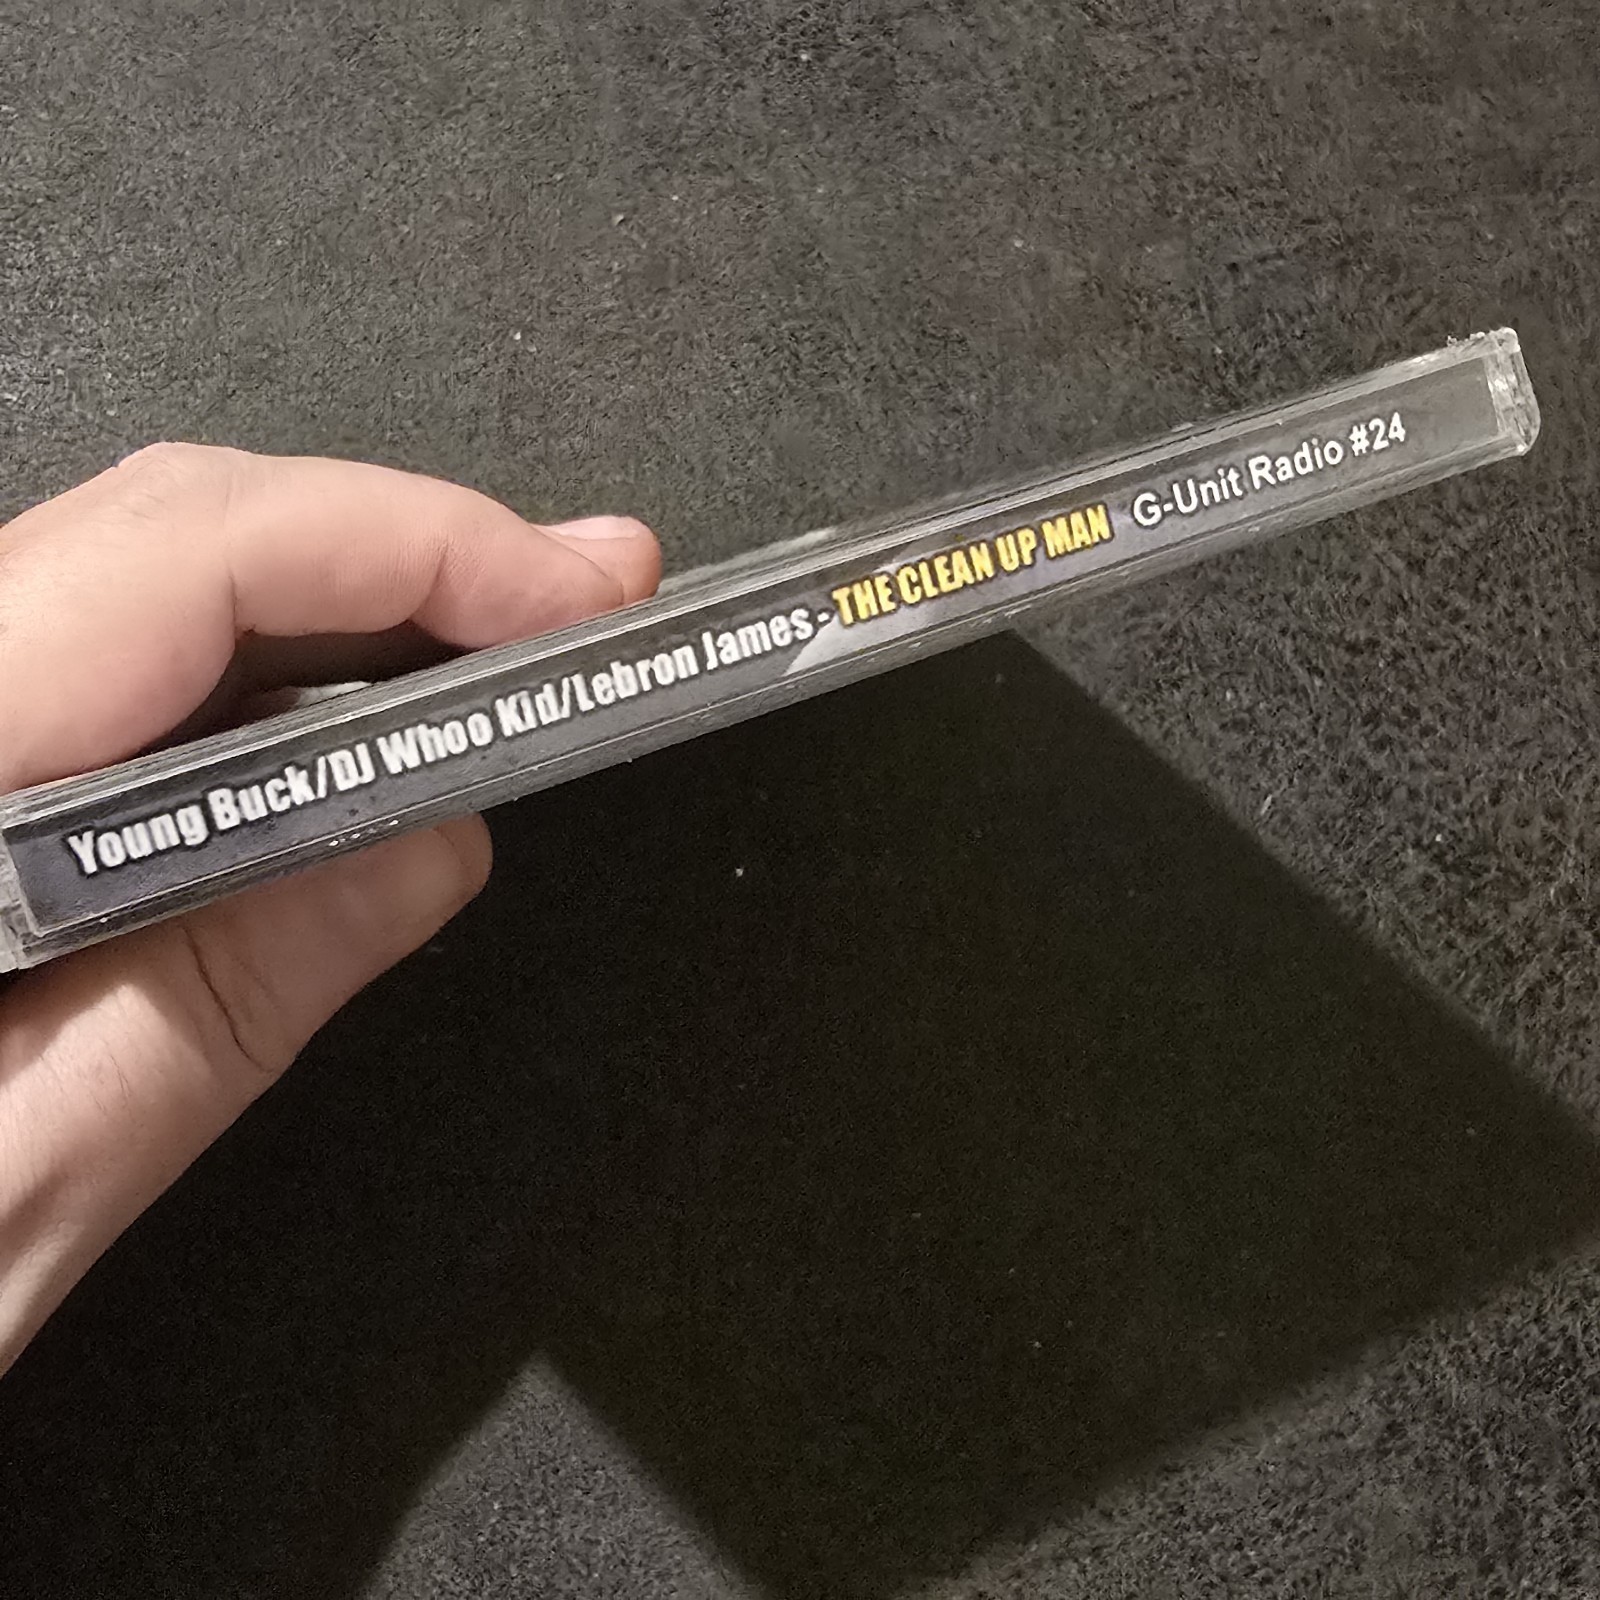 Young Buck/DJ Whoo Kid/Lebron James - THE CLEAN UP MAN G-Unit Radio #24